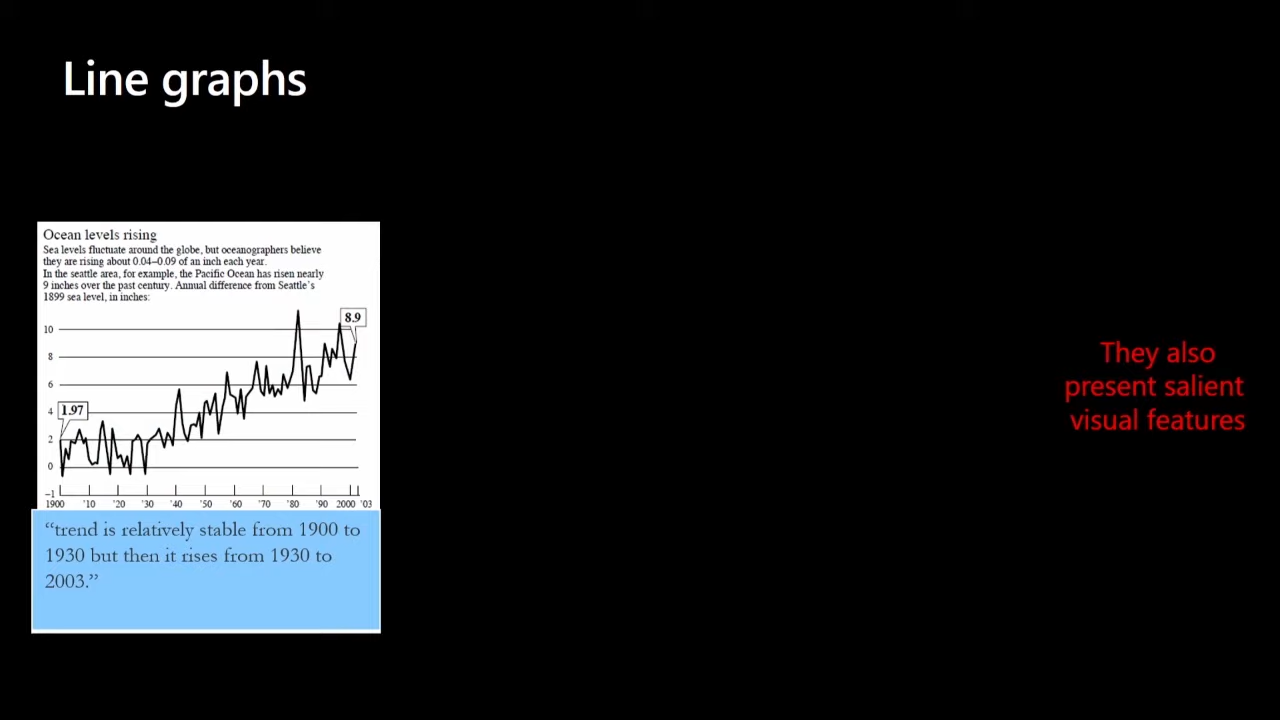 Line graphs
Ocean levels rising
Sea levels fluctuate around the globe, but oceanographers believe
they are rising about 0.04–0.09 of an inch each year.
In the seattle area, for example, the Pacific Ocean has risen nearly
9 inches over the past century. Annual difference from Seattle's
1899 sea level, in inches:
8.9
10
8
6
4
1.97
2
0
–1
1900 '10 '20 '30 '40 '50 '60 '70 '80 '90 2000 '03
“trend is relatively stable from 1900 to
1930 but then it rises from 1930 to
2003.”
They also
present salient
visual features